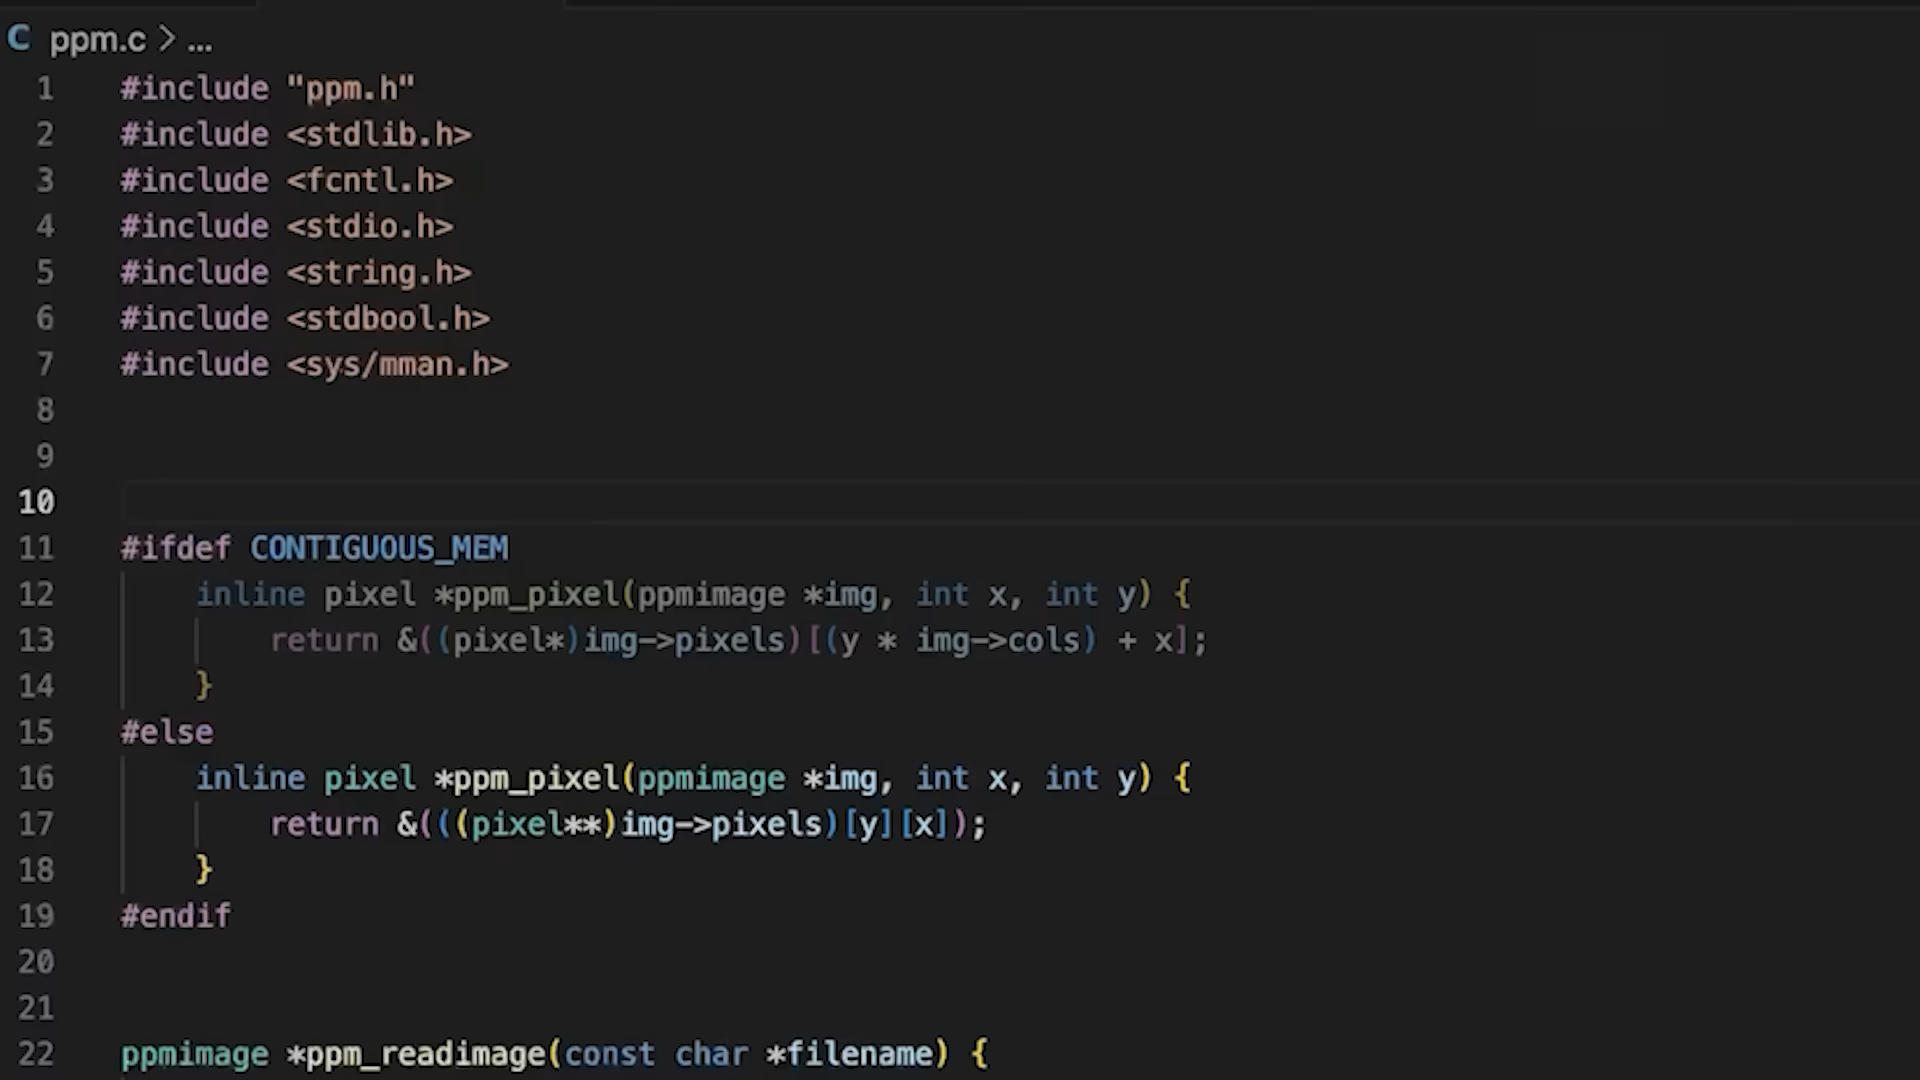 C ppm.c > ...
1 #include "ppm.h"
2 #include <stdlib.h>
3 #include <fcntl.h>
4 #include <stdio.h>
5 #include <string.h>
6 #include <stdbool.h>
7 #include <sys/mman.h>
8
9
10
11 #ifdef CONTIGUOUS_MEM
12     inline pixel *ppm_pixel(ppmimage *img, int x, int y) {
13         return &((pixel*)img->pixels)[(y * img->cols) + x];
14     }
15 #else
16     inline pixel *ppm_pixel(ppmimage *img, int x, int y) {
17         return &(((pixel**)img->pixels)[y][x]);
18     }
19 #endif
20
21
22 ppmimage *ppm_readimage(const char *filename) {